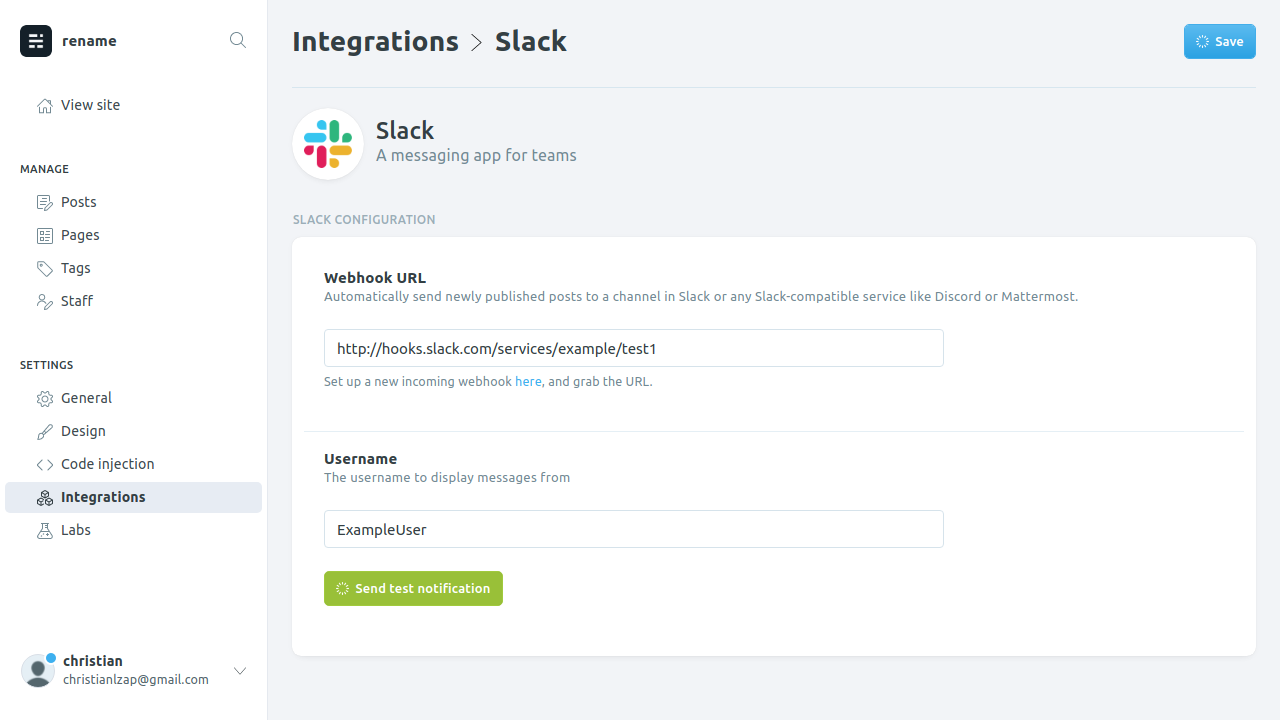 rename
View site
MANAGE
Posts
Pages
Tags
Staff
SETTINGS
General
Design
Code injection
Integrations
Labs
christian
christianlzap@gmail.com
Integrations > Slack
Save
Slack
A messaging app for teams
SLACK CONFIGURATION
Webhook URL
Automatically send newly published posts to a channel in Slack or any Slack-compatible service like Discord or Mattermost.
http://hooks.slack.com/services/example/test1
Set up a new incoming webhook here, and grab the URL.
Username
The username to display messages from
ExampleUser
Send test notification